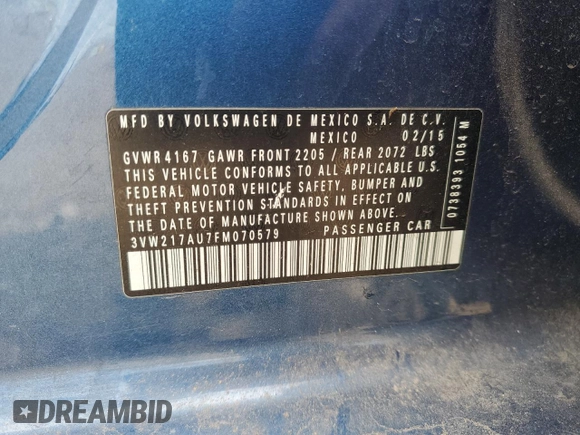 MFD BY VOLKSWAGEN DE MEXICO S.A. DE C.V.
MEXICO 02/15
GVWR 4167 GAWR FRONT 2205 / REAR 2072 LBS
THIS VEHICLE CONFORMS TO ALL APPLICABLE U.S.
FEDERAL MOTOR VEHICLE SAFETY, BUMPER AND
THEFT PREVENTION STANDARDS IN EFFECT ON
THE DATE OF MANUFACTURE SHOWN ABOVE.
3VW217AU7FM070579 PASSENGER CAR
0738393 1054 M
DREAMBID